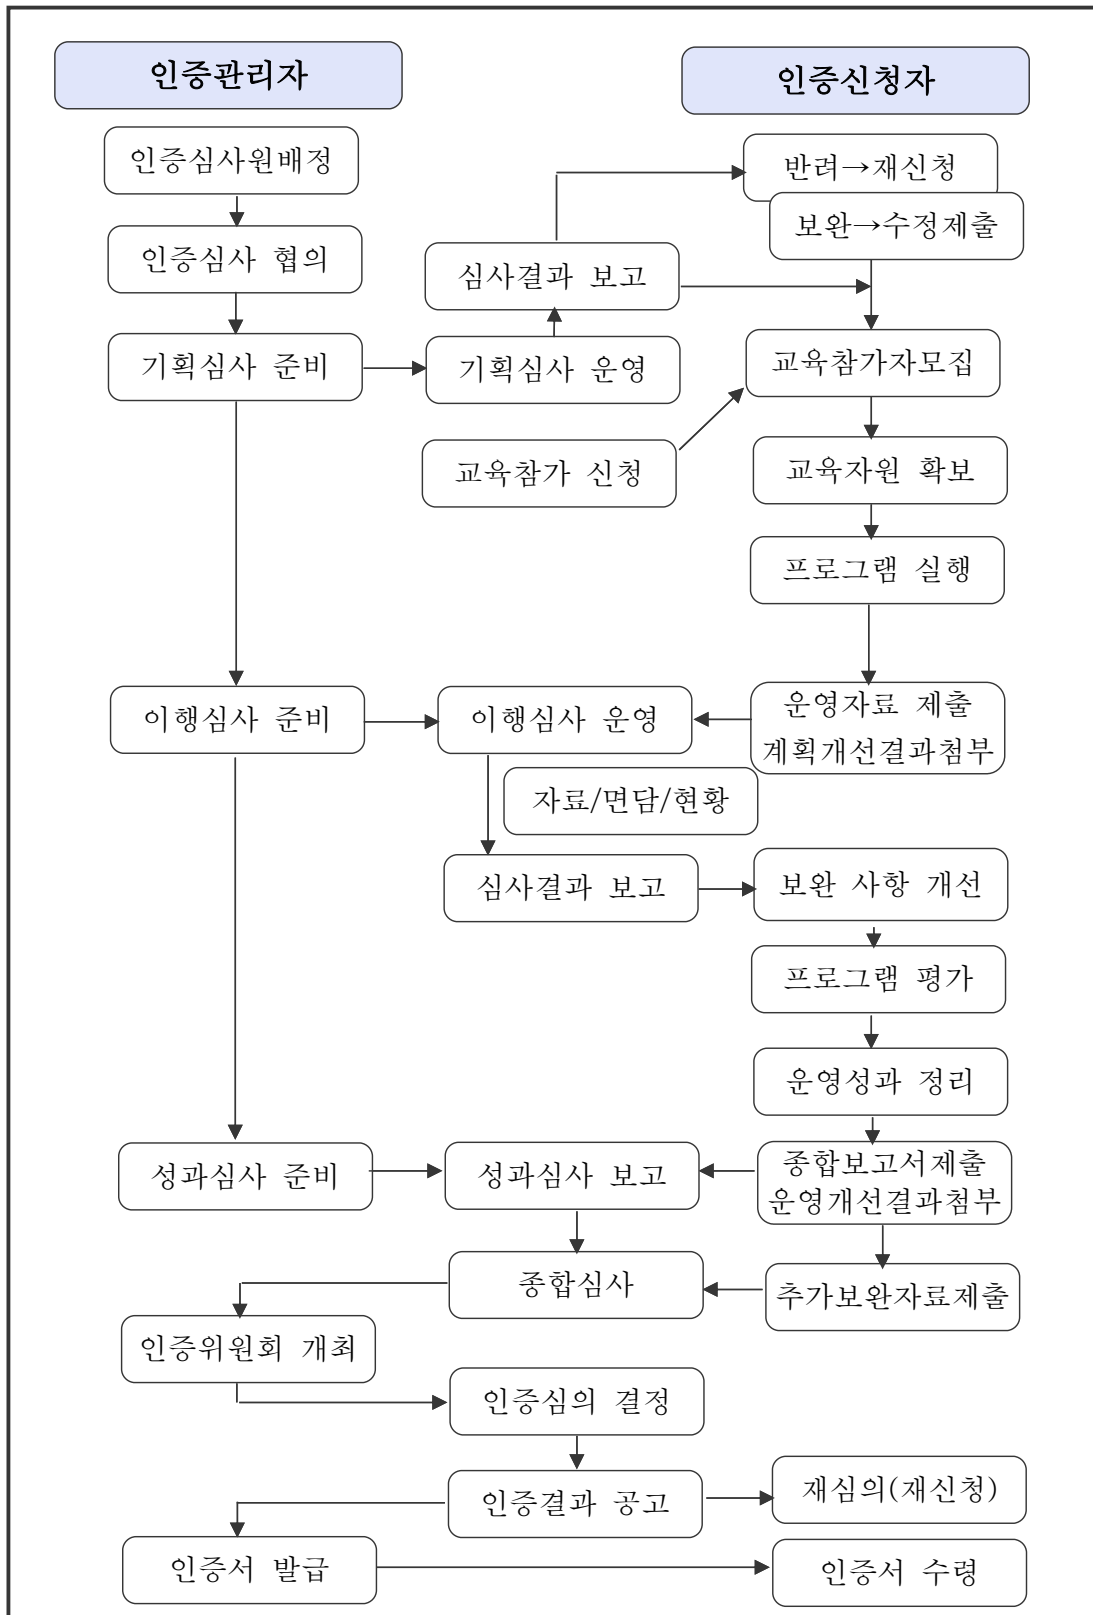 인증관리자
인증신청자
인증심사원배정
반려→재신청
보완→수정제출
인증심사 협의
심사결과 보고
기획심사 준비
기획심사 운영
교육참가자모집
교육참가 신청
교육자원 확보
프로그램 실행
이행심사 준비
이행심사 운영
운영자료 제출
계획개선결과첨부
자료/면담/현황
심사결과 보고
보완 사항 개선
프로그램 평가
운영성과 정리
성과심사 준비
성과심사 보고
종합보고서제출
운영개선결과첨부
종합심사
추가보완자료제출
인증위원회 개최
인증심의 결정
인증결과 공고
재심의(재신청)
인증서 발급
인증서 수령